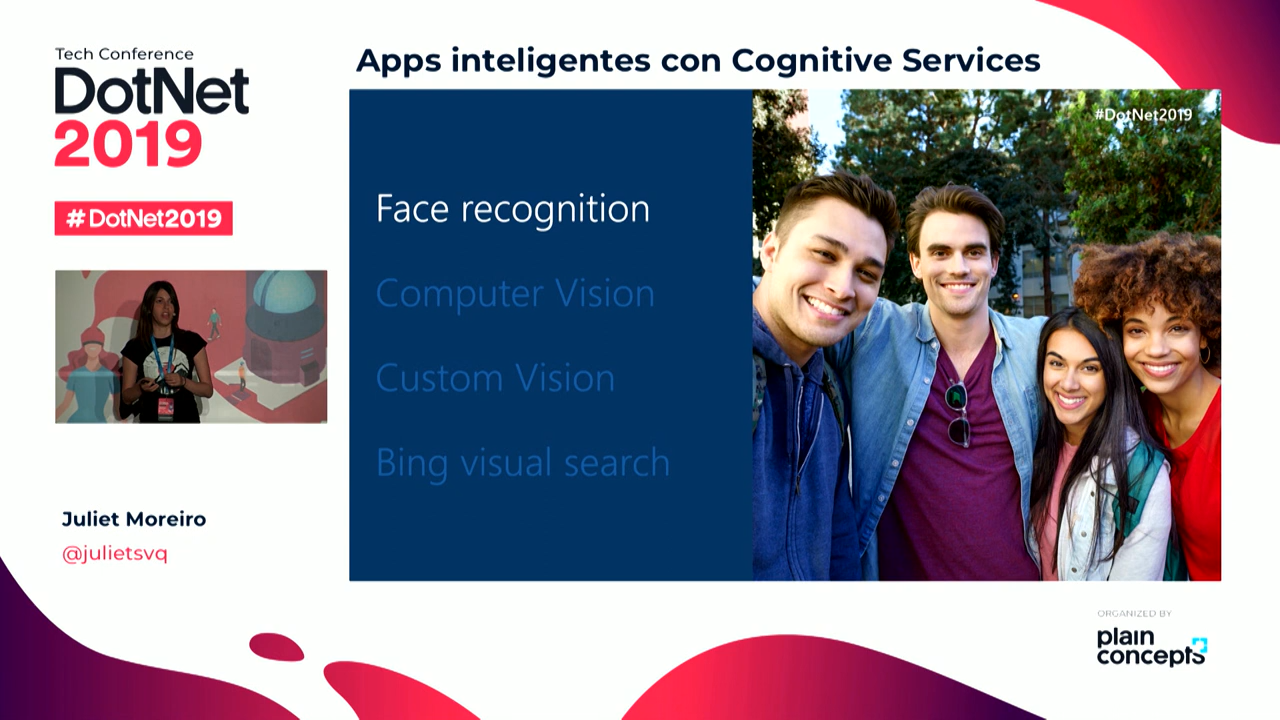 Tech Conference
DotNet
2019
#DotNet2019
Juliet Moreiro
@julietsvq
Apps inteligentes con Cognitive Services
#DotNet2019
Face recognition
Computer Vision
Custom Vision
Bing visual search
ORGANIZED BY
plain
concepts